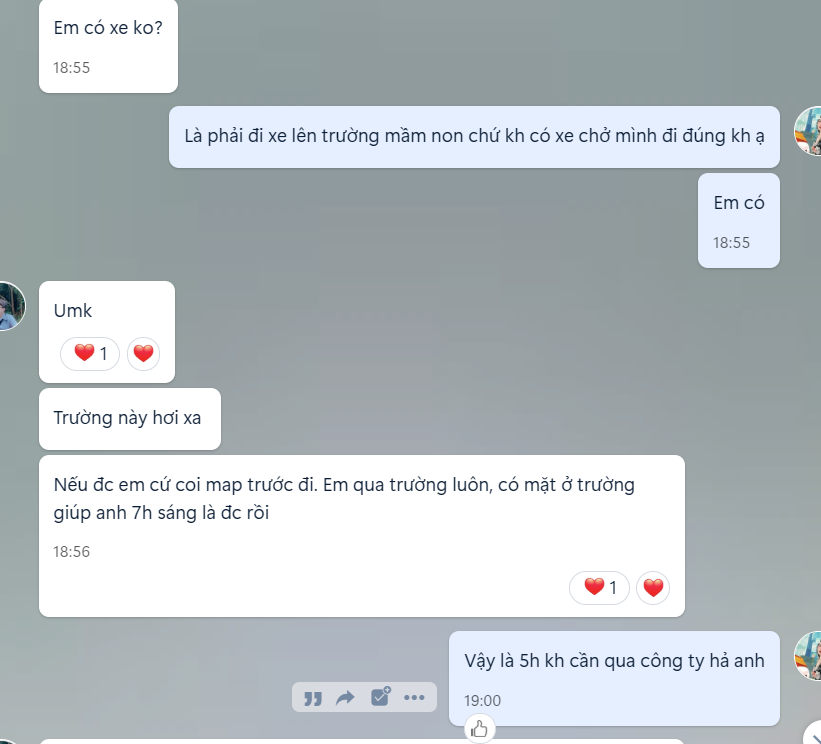 Em có xe ko?
18:55
Là phải đi xe lên trường mầm non chứ kh có xe chở mình đi đúng kh ạ
Em có
18:55
Umk
1
Trường này hơi xa
Nếu đc em cứ coi map trước đi. Em qua trường luôn, có mặt ở trường
giúp anh 7h sáng là đc rồi
18:56
1
Vậy là 5h kh cần qua công ty hả anh
19:00